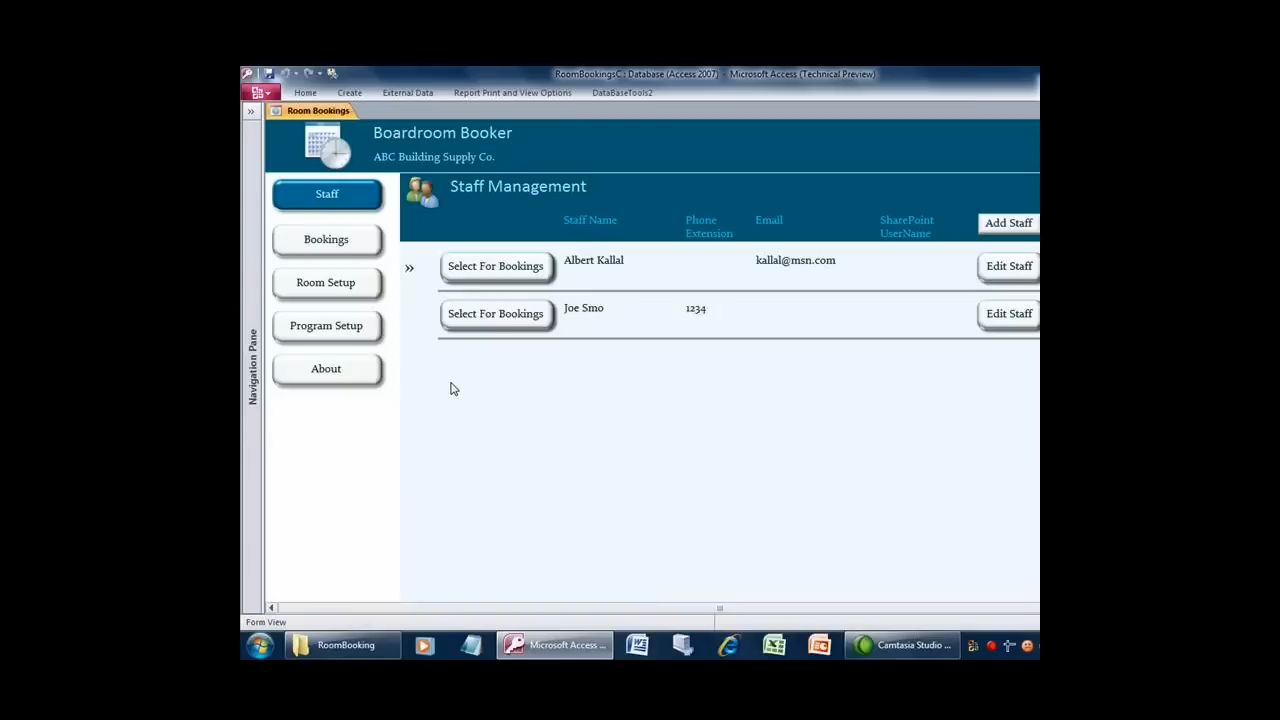 RoomBookingsC : Database (Access 2007) - Microsoft Access (Technical Preview)
Home Create External Data Report Print and View Options DataBaseTools2
Room Bookings
Boardroom Booker
ABC Building Supply Co.
Staff
Bookings
Room Setup
Program Setup
About
Navigation Pane
Staff Management
Staff Name Phone Extension Email SharePoint UserName Add Staff
» Select For Bookings Albert Kallal kallal@msn.com Edit Staff
Select For Bookings Joe Smo 1234 Edit Staff
Form View
RoomBooking Microsoft Access ... Camtasia Studio ...